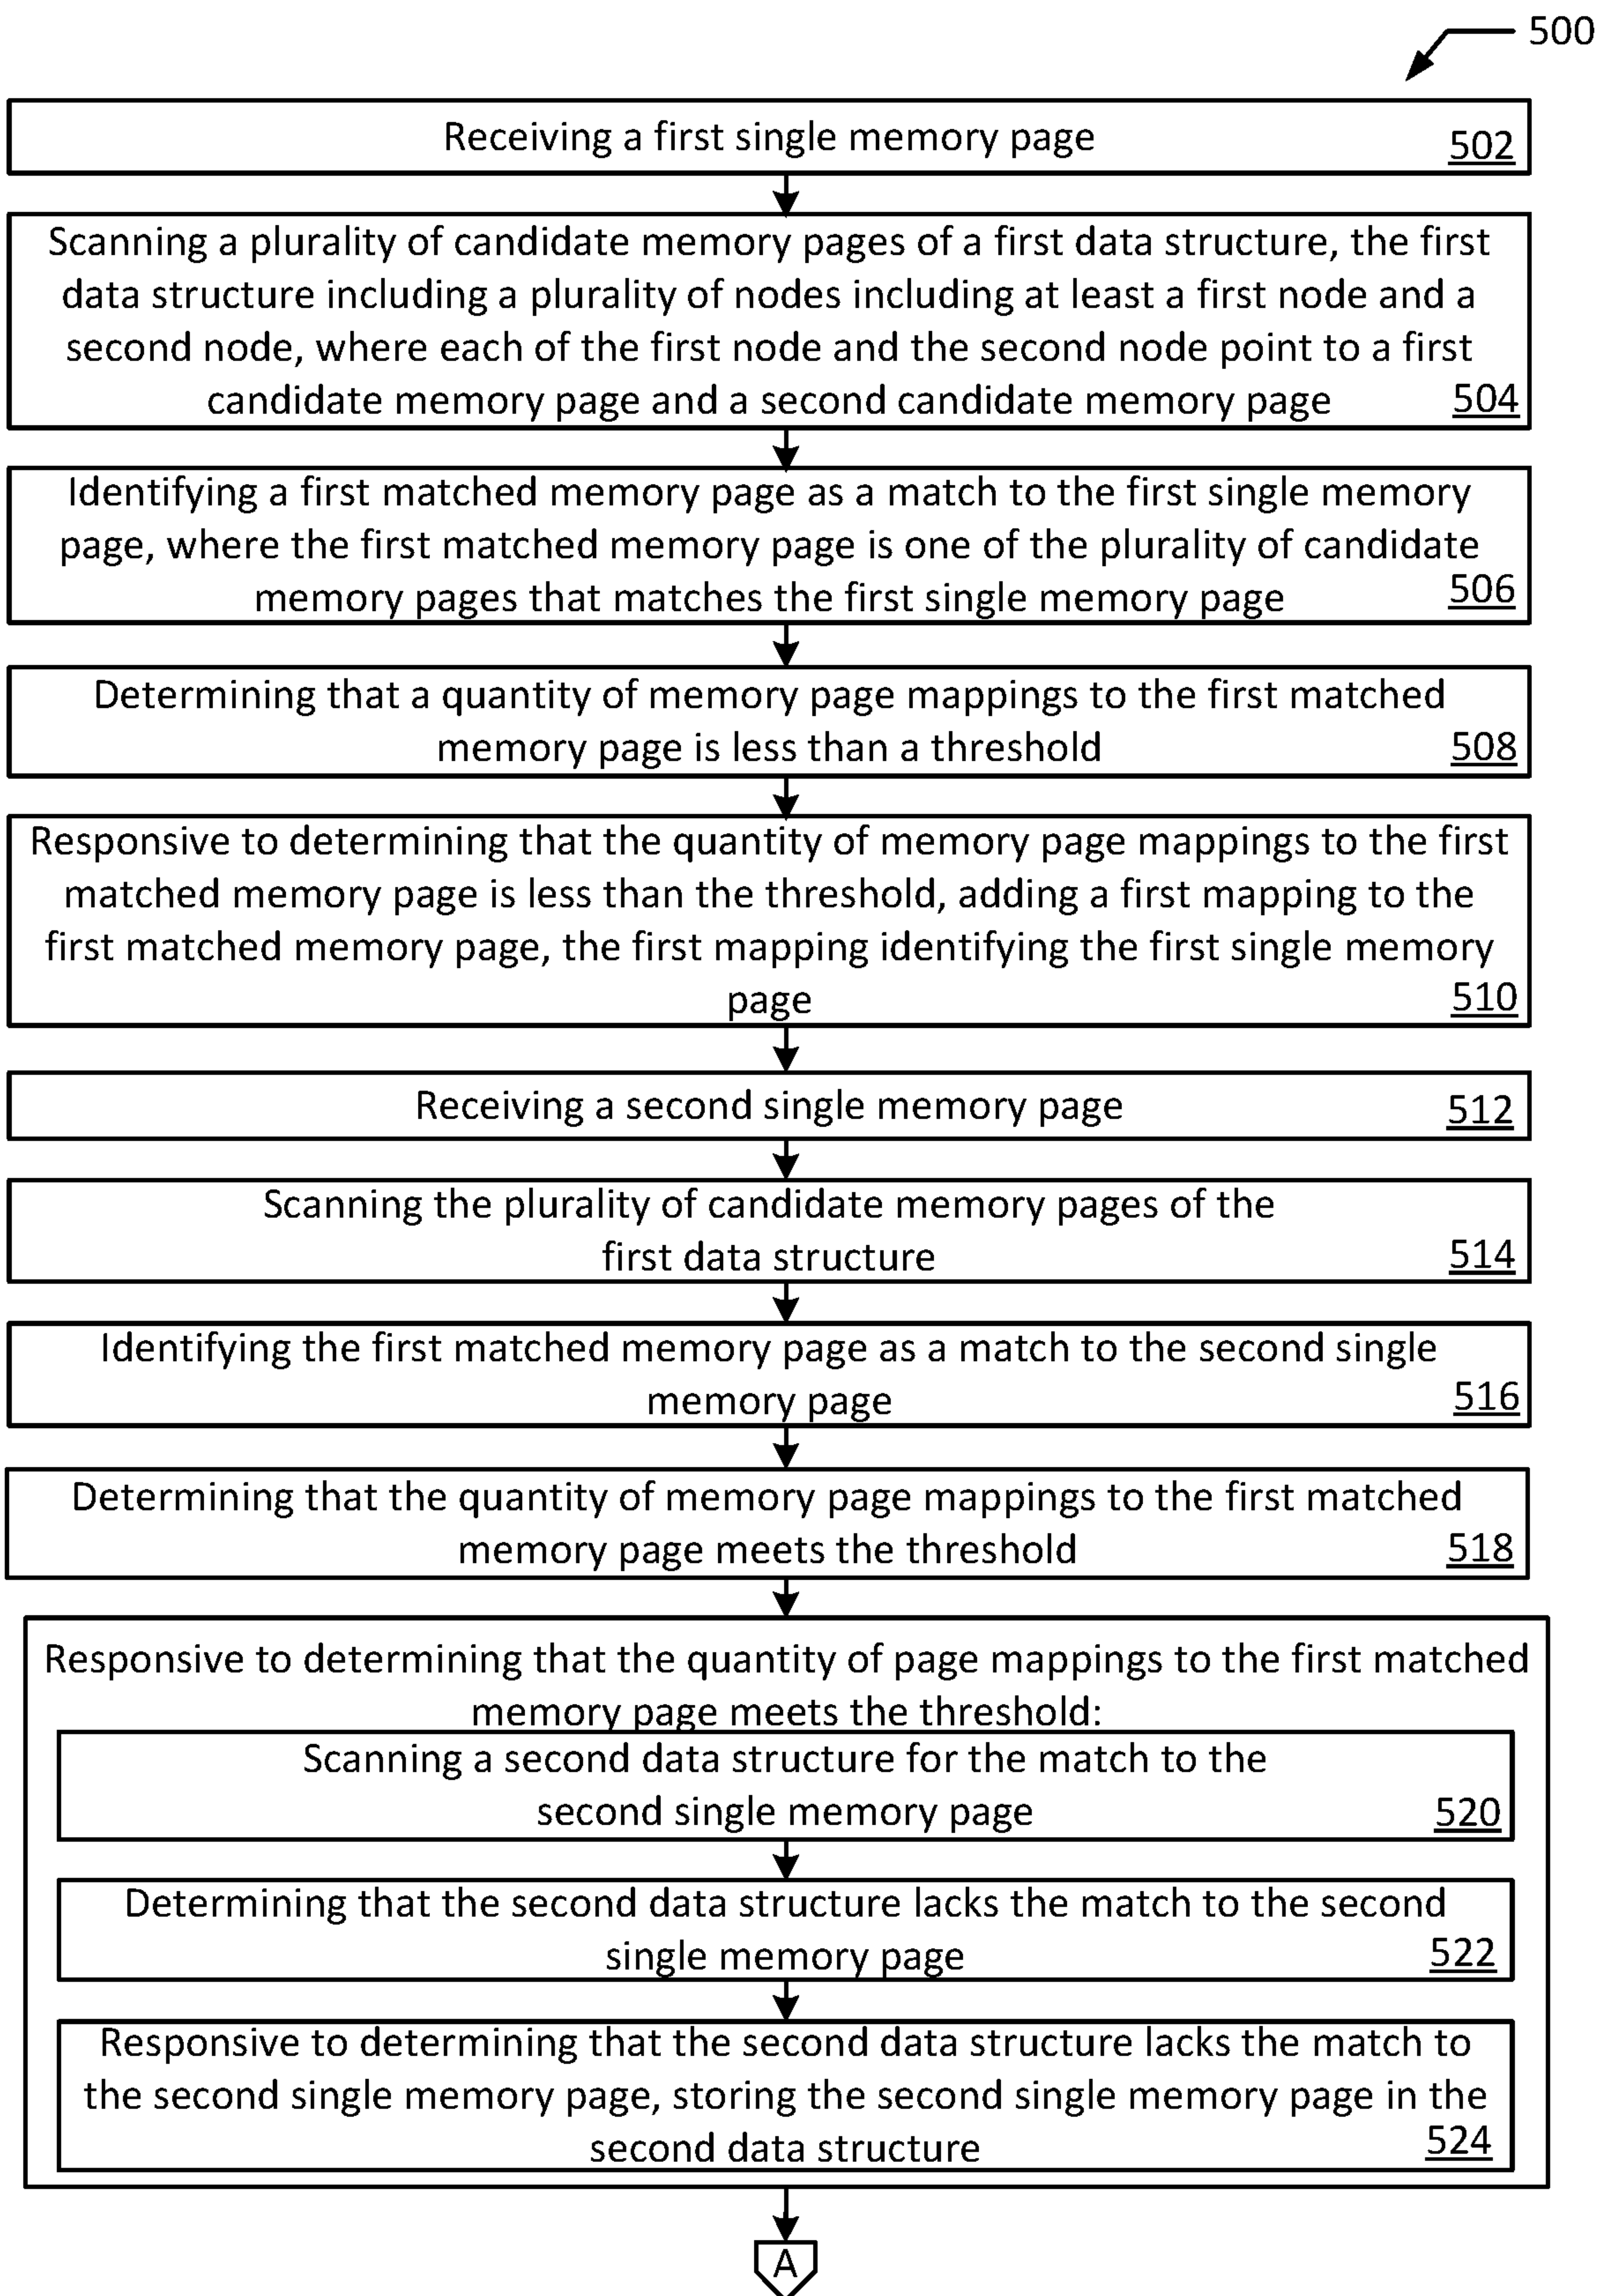 500
Receiving a first single memory page
502
Scanning a plurality of candidate memory pages of a first data structure, the first
data structure including a plurality of nodes including at least a first node and a
second node, where each of the first node and the second node point to a first
candidate memory page and a second candidate memory page
504
Identifying a first matched memory page as a match to the first single memory
page, where the first matched memory page is one of the plurality of candidate
memory pages that matches the first single memory page
506
Determining that a quantity of memory page mappings to the first matched
memory page is less than a threshold
508
Responsive to determining that the quantity of memory page mappings to the first
matched memory page is less than the threshold, adding a first mapping to the
first matched memory page, the first mapping identifying the first single memory
page
510
Receiving a second single memory page
512
Scanning the plurality of candidate memory pages of the
first data structure
514
Identifying the first matched memory page as a match to the second single
memory page
516
Determining that the quantity of memory page mappings to the first matched
memory page meets the threshold
518
Responsive to determining that the quantity of page mappings to the first matched
memory page meets the threshold:
Scanning a second data structure for the match to the
second single memory page
520
Determining that the second data structure lacks the match to the second
single memory page
522
Responsive to determining that the second data structure lacks the match to
the second single memory page, storing the second single memory page in the
second data structure
524
A